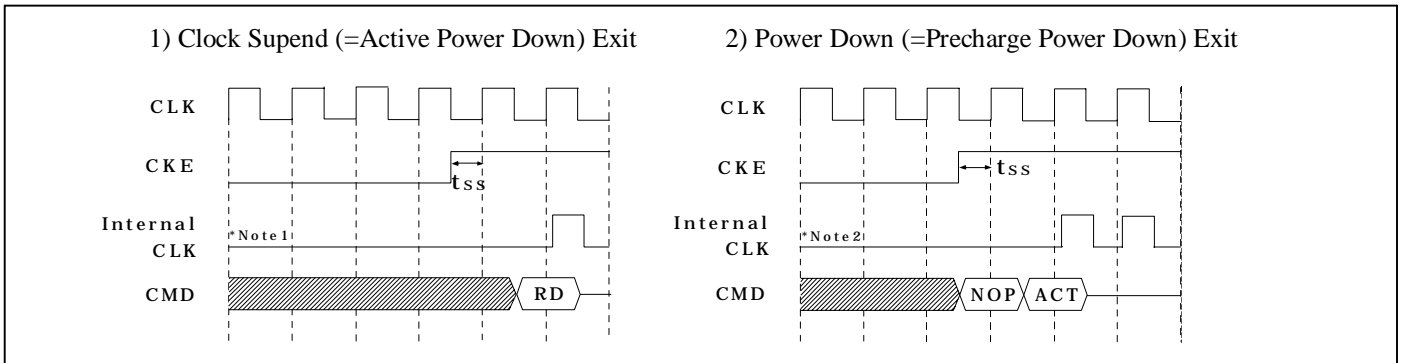 1) Clock Supend (=Active Power Down) Exit
CLK
CKE
tss
Internal
CLK
*Note1
CMD
RD
2) Power Down (=Precharge Power Down) Exit
CLK
CKE
tss
Internal
CLK
*Note2
CMD
NOP
ACT